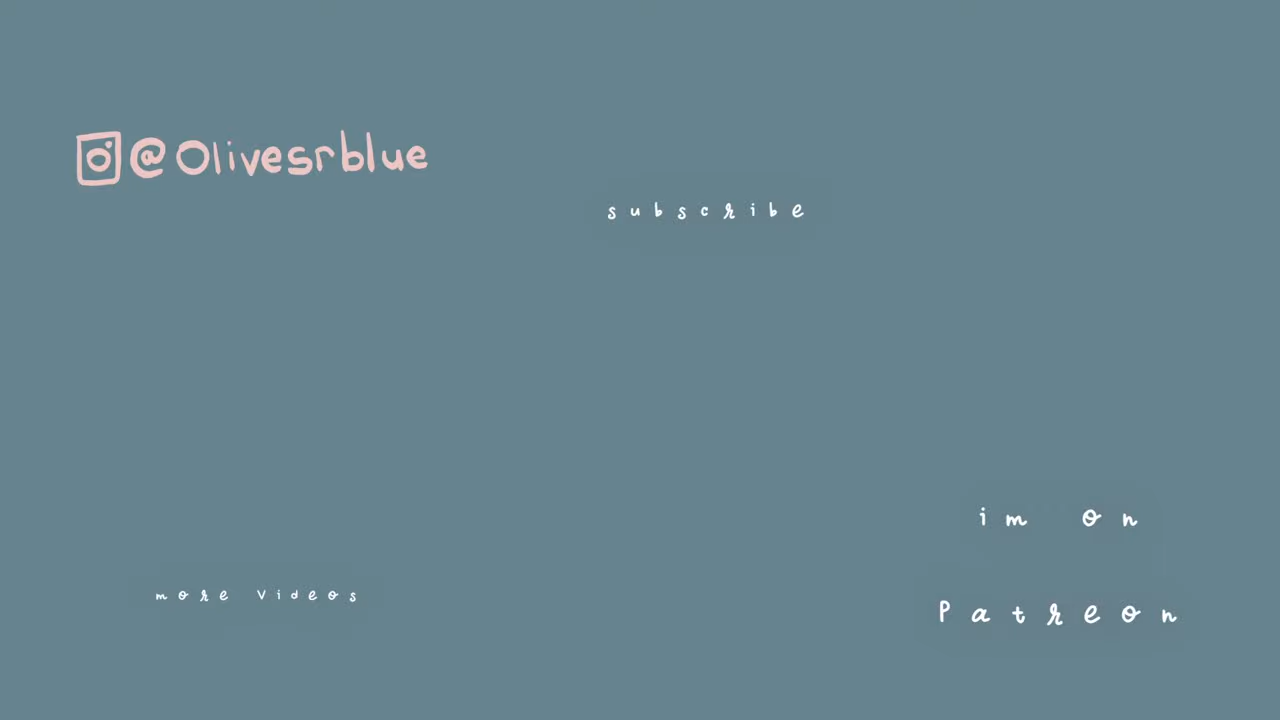 @Olivesrblue
subscribe
im on
more Videos
Patreon